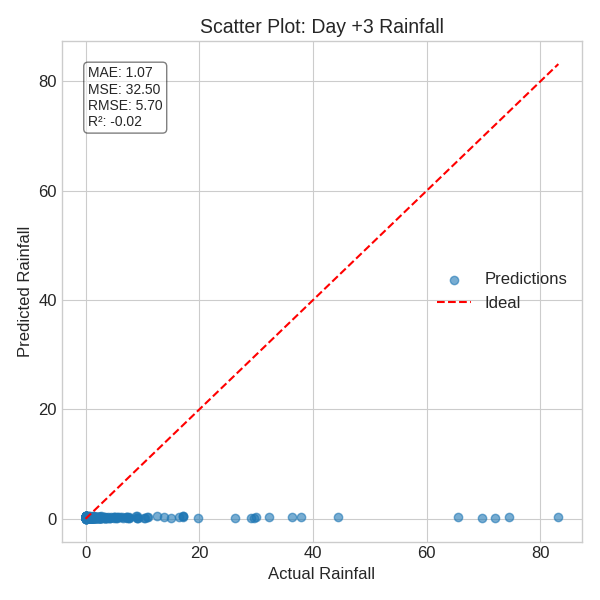 Scatter Plot: Day +3 Rainfall
MAE: 1.07
MSE: 32.50
RMSE: 5.70
R²: -0.02
80
60
40
20
0
Predicted Rainfall
Predictions
Ideal
0 20 40 60 80
Actual Rainfall